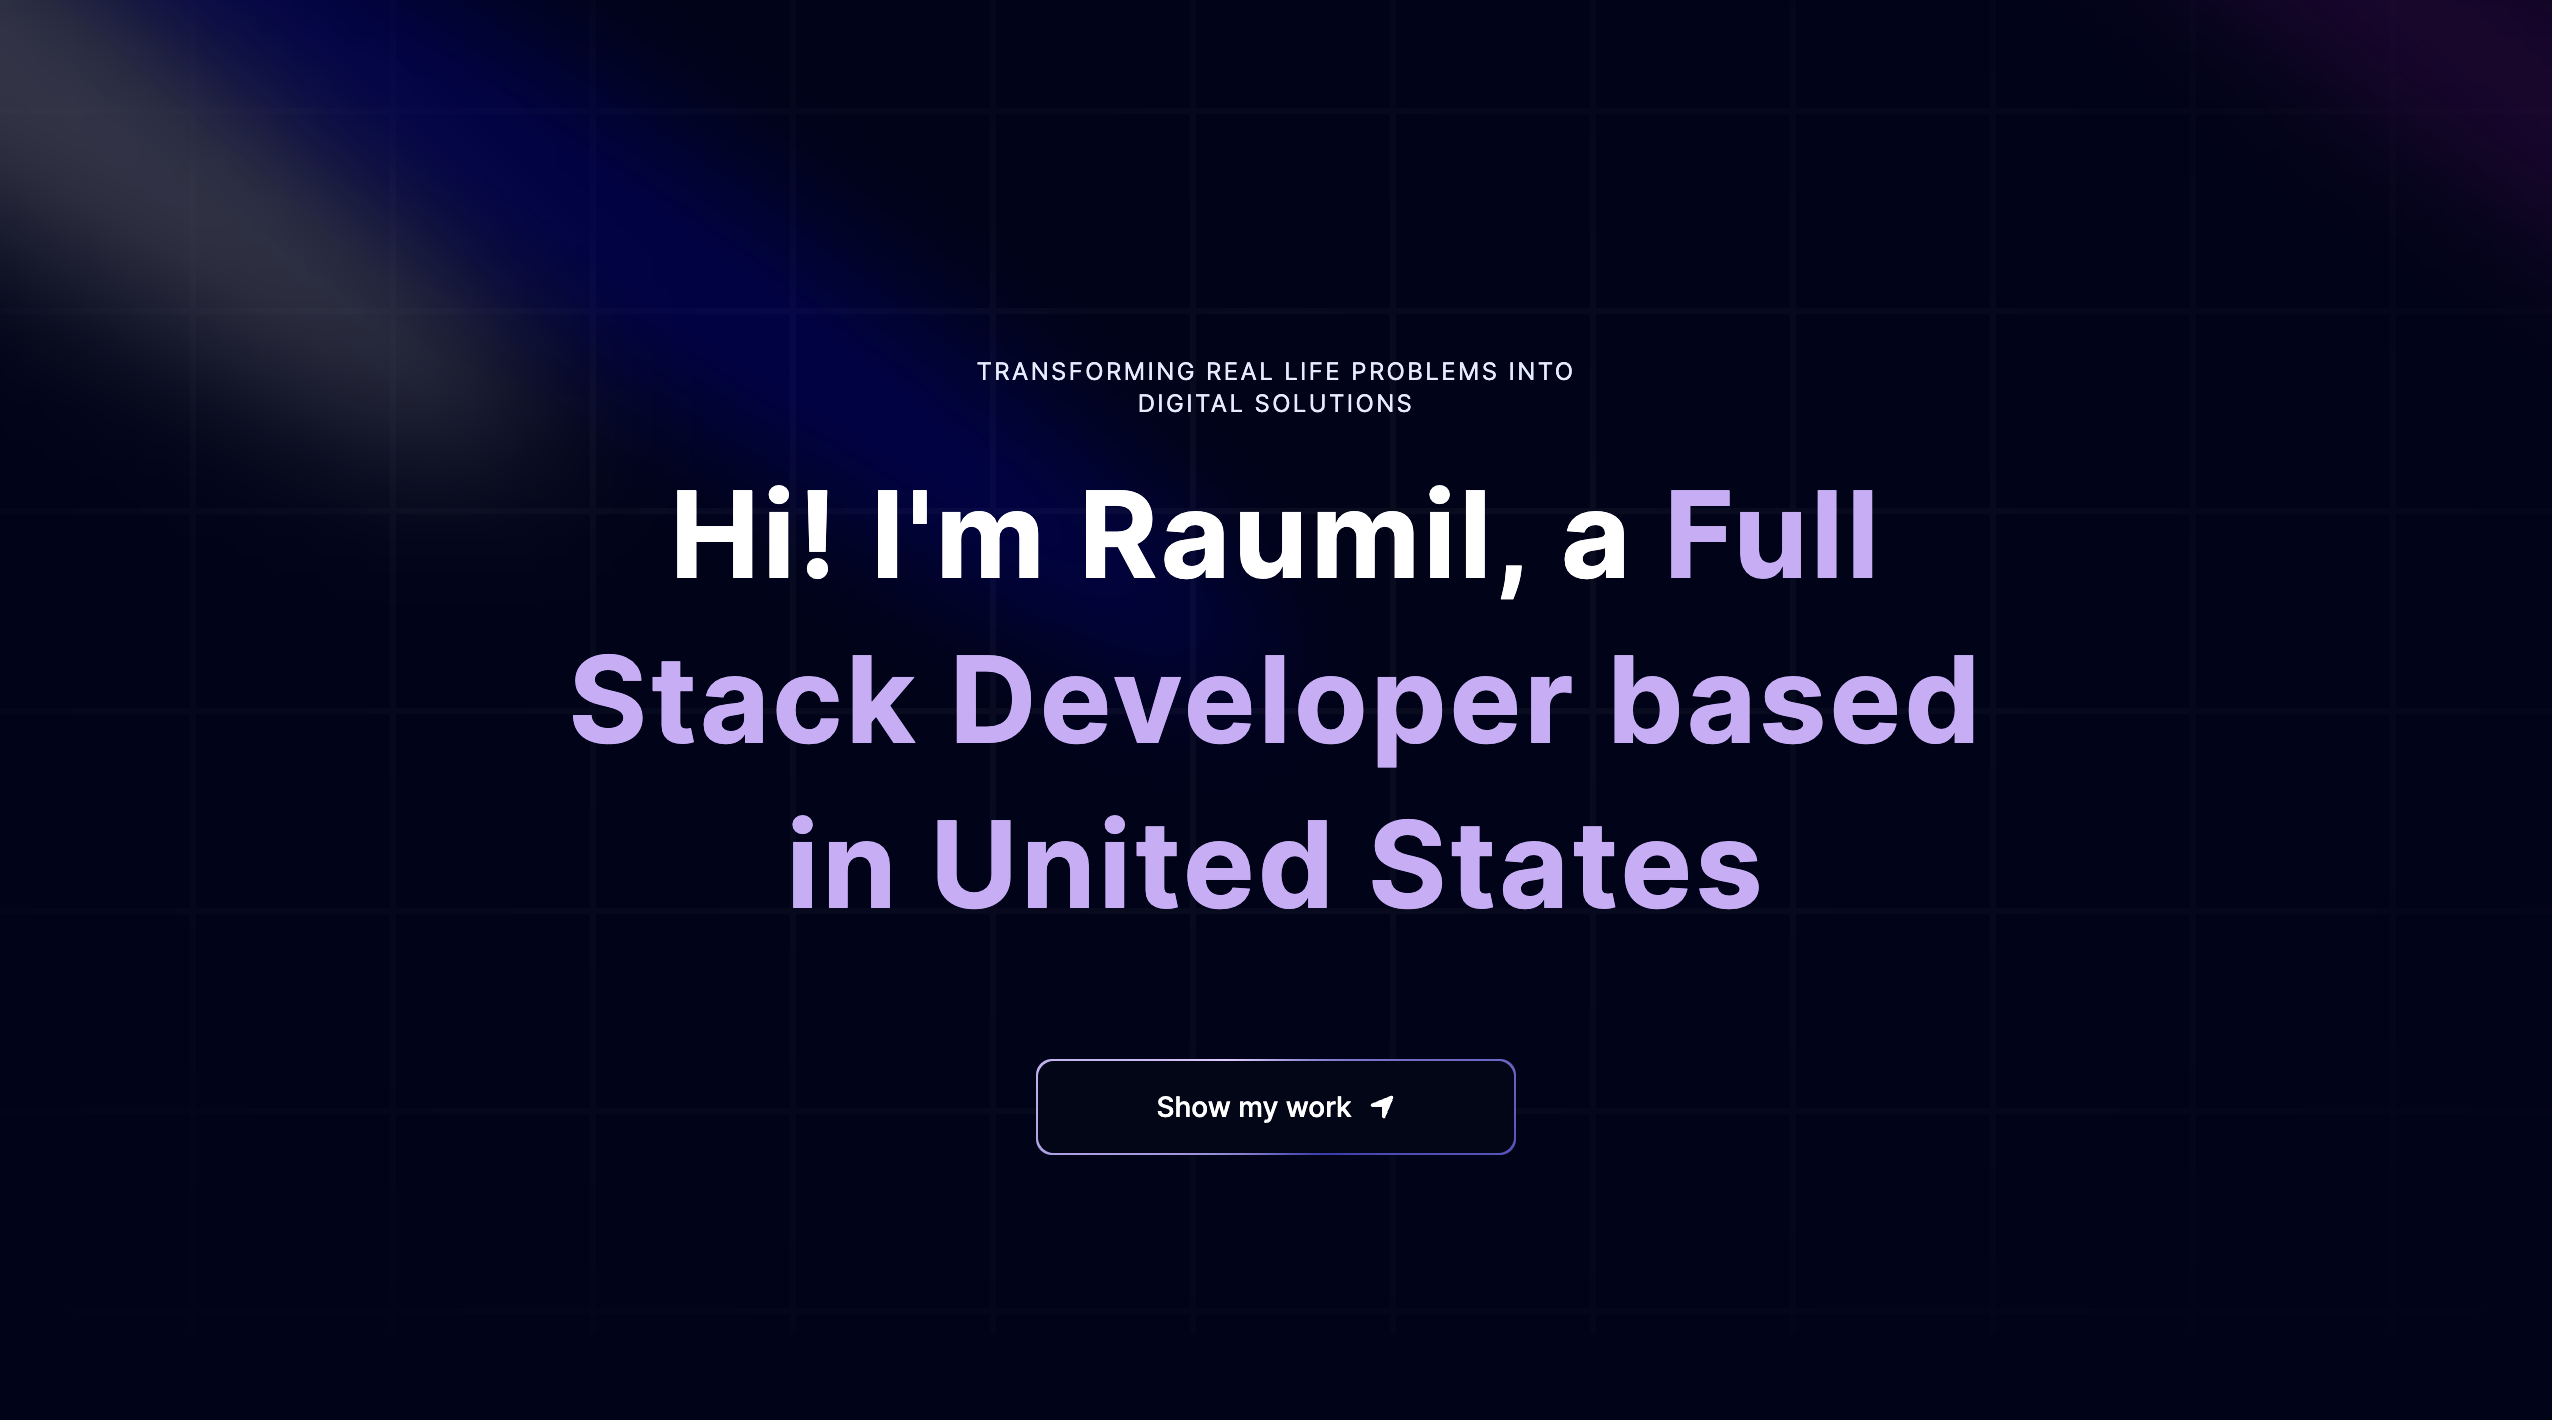 TRANSFORMING REAL LIFE PROBLEMS INTO
DIGITAL SOLUTIONS
Hi! I'm Raumil, a Full
Stack Developer based
in United States
Show my work